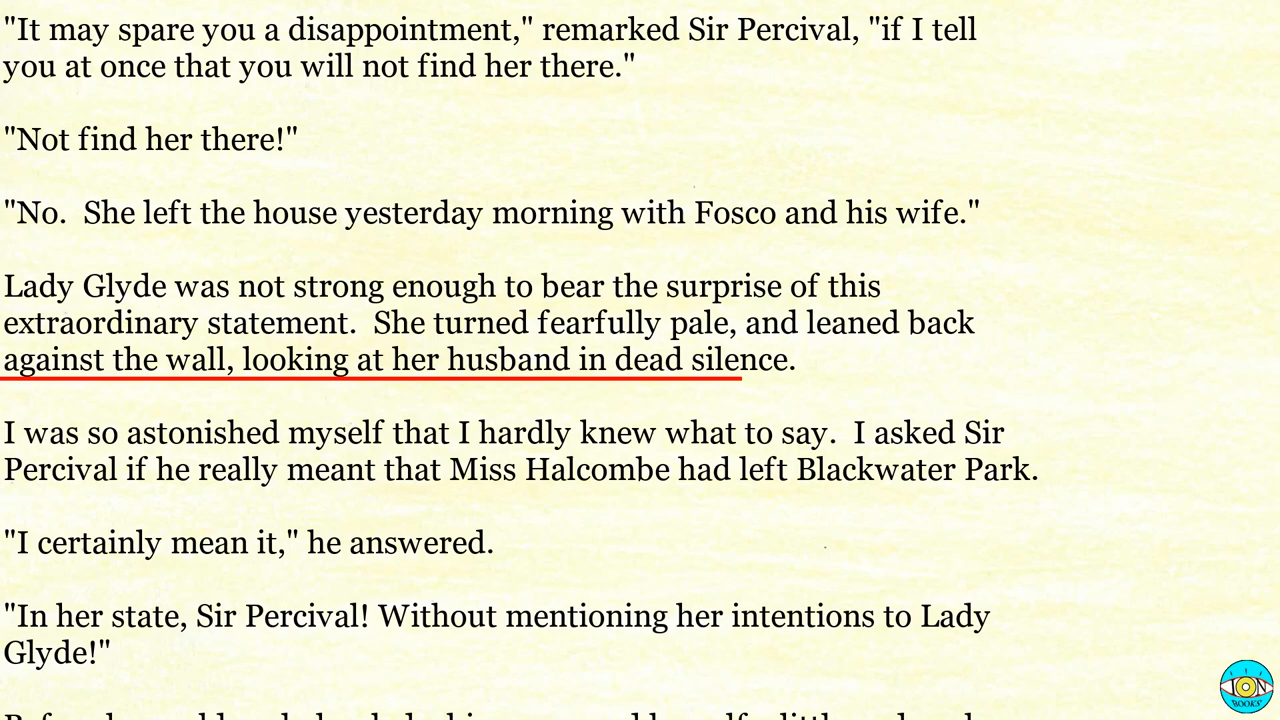 "It may spare you a disappointment," remarked Sir Percival, "if I tell
you at once that you will not find her there."
"Not find her there!"
"No.  She left the house yesterday morning with Fosco and his wife."
Lady Glyde was not strong enough to bear the surprise of this
extraordinary statement.  She turned fearfully pale, and leaned back
against the wall, looking at her husband in dead silence.
I was so astonished myself that I hardly knew what to say.  I asked Sir
Percival if he really meant that Miss Halcombe had left Blackwater Park.
"I certainly mean it," he answered.
"In her state, Sir Percival! Without mentioning her intentions to Lady
Glyde!"
ION
BOOKS